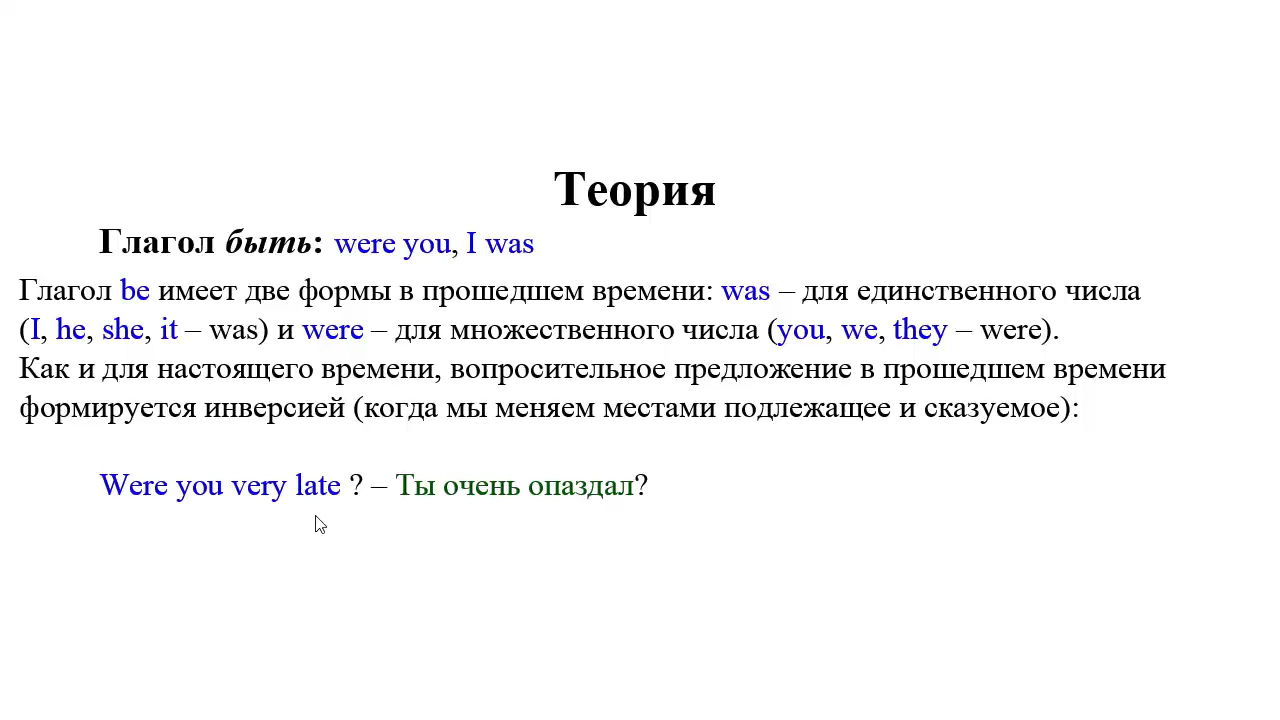 Теория
Глагол быть: were you, I was
Глагол be имеет две формы в прошедшем времени: was – для единственного числа
(I, he, she, it – was) и were – для множественного числа (you, we, they – were).
Как и для настоящего времени, вопросительное предложение в прошедшем времени
формируется инверсией (когда мы меняем местами подлежащее и сказуемое):
Were you very late ? – Ты очень опаздал?